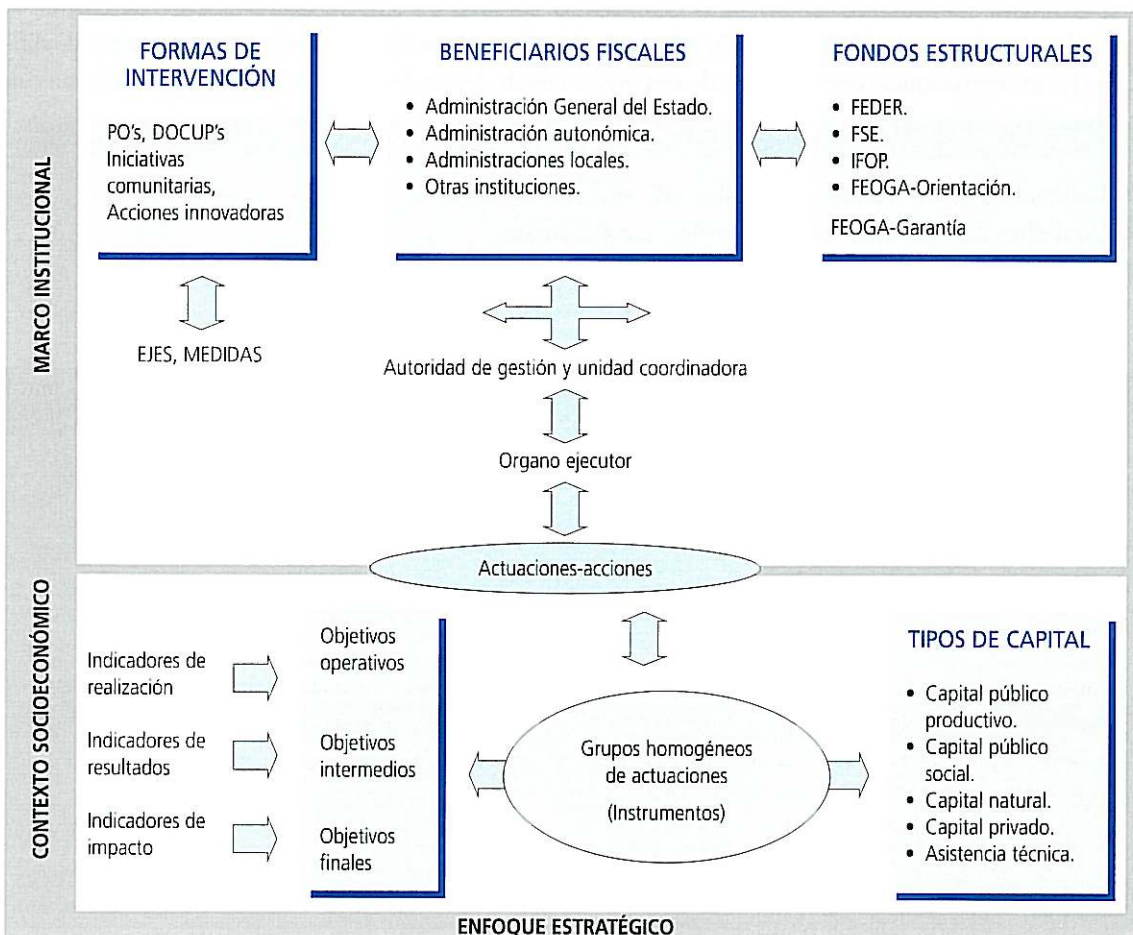 MARCO INSTITUCIONAL
FORMAS DE
INTERVENCIÓN
PO's, DOCUP's
Iniciativas
comunitarias,
Acciones innovadoras
BENEFICIARIOS FISCALES
• Administración General del Estado.
• Administración autonómica.
• Administraciones locales.
• Otras instituciones.
FONDOS ESTRUCTURALES
• FEDER.
• FSE.
• IFOP.
• FEOGA-Orientación.
FEOGA-Garantía
EJES, MEDIDAS
Autoridad de gestión y unidad coordinadora
Organo ejecutor
Actuaciones-acciones
CONTEXTO SOCIOECONÓMICO
Indicadores de
realización
Indicadores de
resultados
Indicadores de
impacto
Objetivos
operativos
Objetivos
intermedios
Objetivos
finales
Grupos homogéneos
de actuaciones
(Instrumentos)
TIPOS DE CAPITAL
• Capital público
productivo.
• Capital público
social.
• Capital natural.
• Capital privado.
• Asistencia técnica.
ENFOQUE ESTRATÉGICO